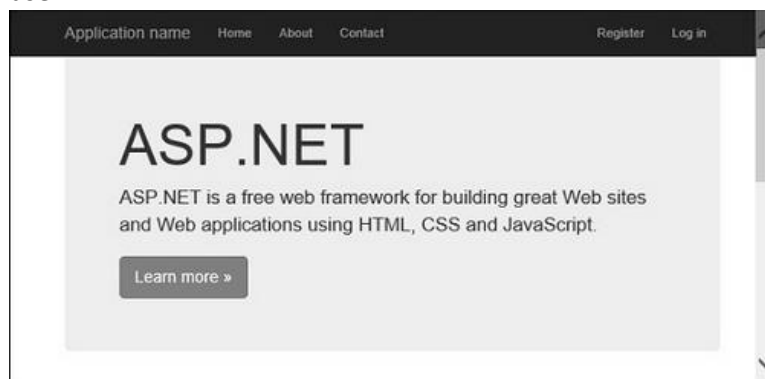 Application name Home About Contact Register Log in
ASP.NET
ASP.NET is a free web framework for building great Web sites
and Web applications using HTML, CSS and JavaScript.
Learn more »